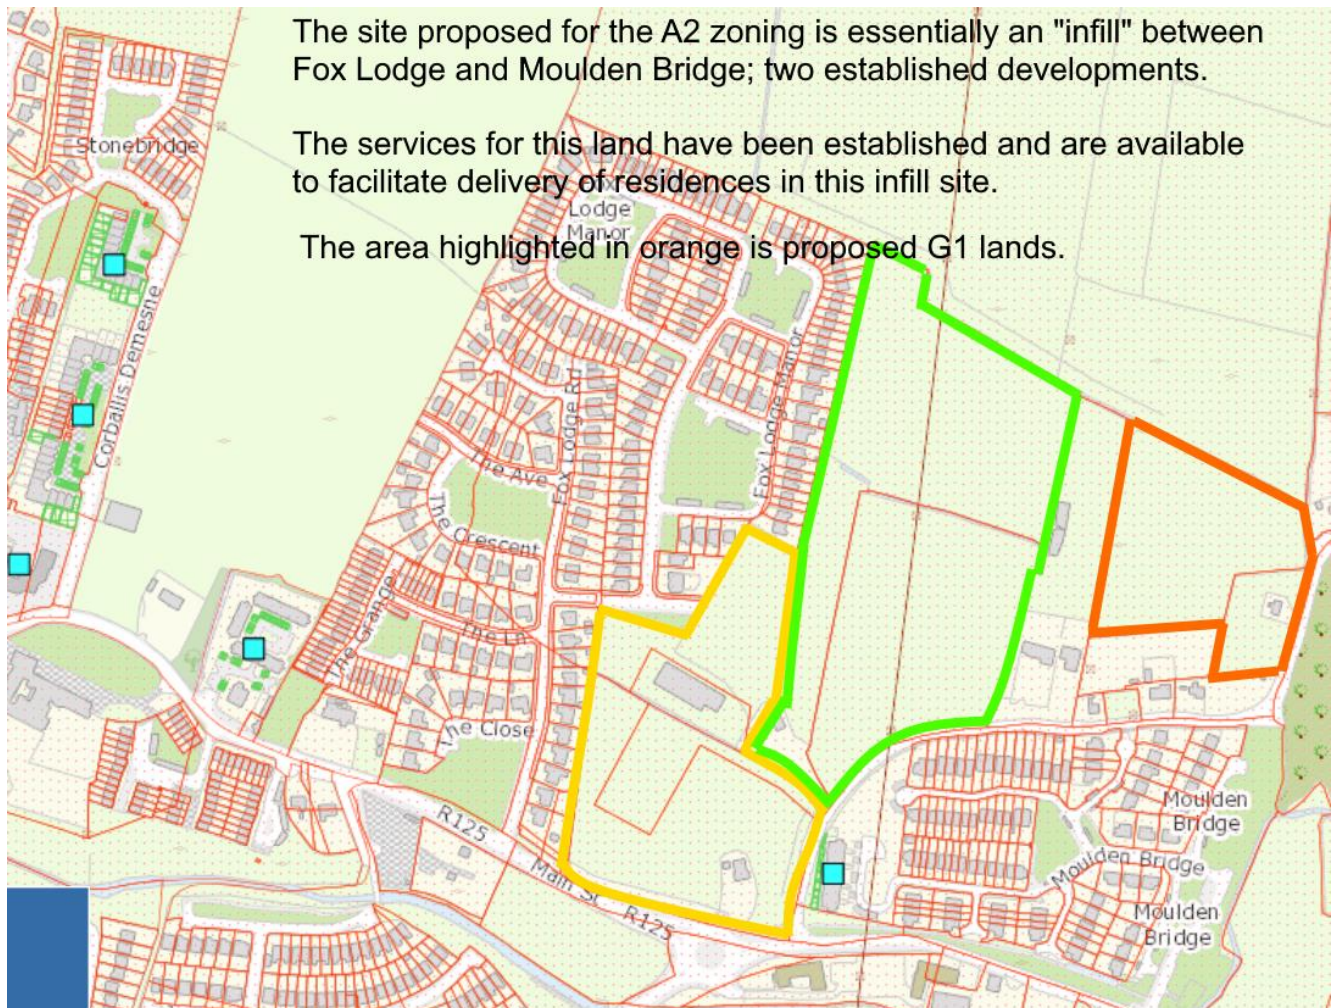 The site proposed for the A2 zoning is essentially an "infill" between
Fox Lodge and Moulden Bridge; two established developments.
The services for this land have been established and are available
to facilitate delivery of residences in this infill site.
The area highlighted in orange is proposed G1 lands.
Stonebridge
Fox
Lodge
Manor
Corballis Demesne
Fox Lodge Manor
Fox Lodge Rd
The Ave
The Crescent
The Grange
The Ln
The Close
R125
Main St
R125
Moulden
Bridge
Moulden Bridge
Moulden
Bridge